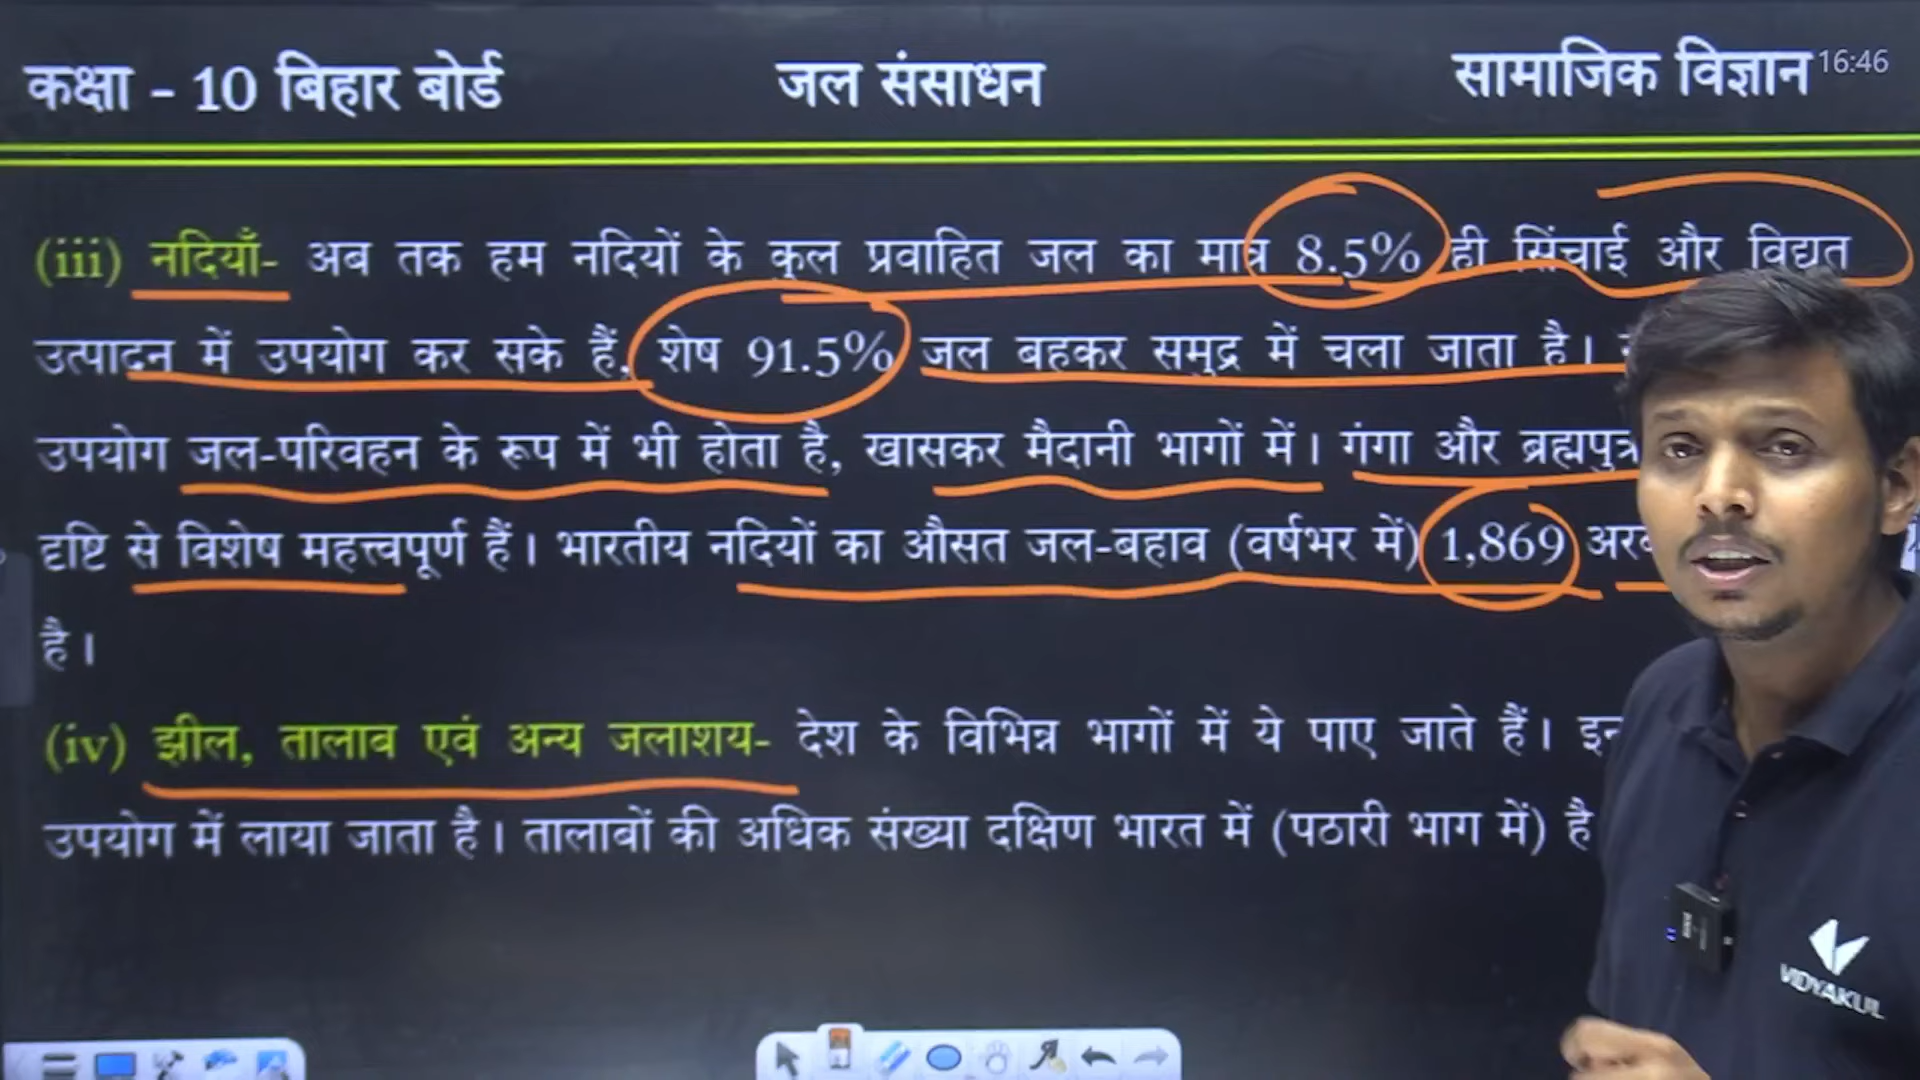 कक्षा - 10 बिहार बोर्ड जल संसाधन सामाजिक विज्ञान 16:46
(iii) नदियाँ- अब तक हम नदियों के कुल प्रवाहित जल का मात्र 8.5% ही सिंचाई और विद्युत
उत्पादन में उपयोग कर सके हैं, शेष 91.5% जल बहकर समुद्र में चला जाता है।
उपयोग जल-परिवहन के रूप में भी होता है, खासकर मैदानी भागों में। गंगा और ब्रह्मपुत्र
दृष्टि से विशेष महत्त्वपूर्ण हैं। भारतीय नदियों का औसत जल-बहाव (वर्षभर में) 1,869
है।
(iv) झील, तालाब एवं अन्य जलाशय- देश के विभिन्न भागों में ये पाए जाते हैं।
उपयोग में लाया जाता है। तालाबों की अधिक संख्या दक्षिण भारत में (पठारी भाग में) है
VIDYAKUL